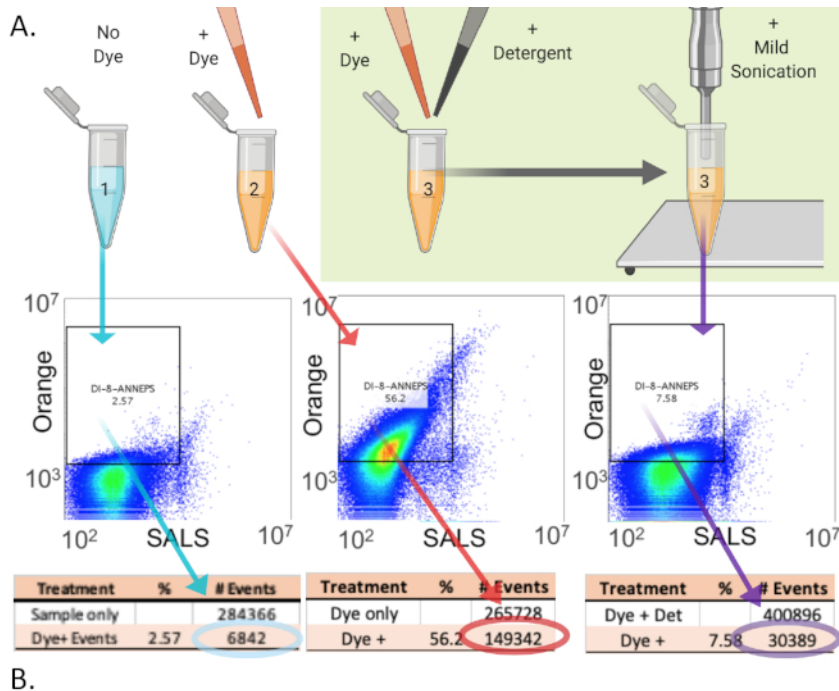 A.
No
Dye
+
Dye
+
Dye
+
Detergent
+
Mild
Sonication
1
2
3
3
10⁷
Orange
DI-8-ANNEPS
2.57
10³
10²
SALS
10⁷
10⁷
Orange
DI-8-ANNEPS
56.2
10³
10²
SALS
10⁷
10⁷
Orange
DI-8-ANNEPS
7.58
10³
10²
SALS
10⁷
Treatment % # Events
Sample only 284366
Dye+ Events 2.57 6842
Treatment % # Events
Dye only 265728
Dye + 56.2 149342
Treatment % # Events
Dye + Det 400896
Dye + 7.58 30389
B.